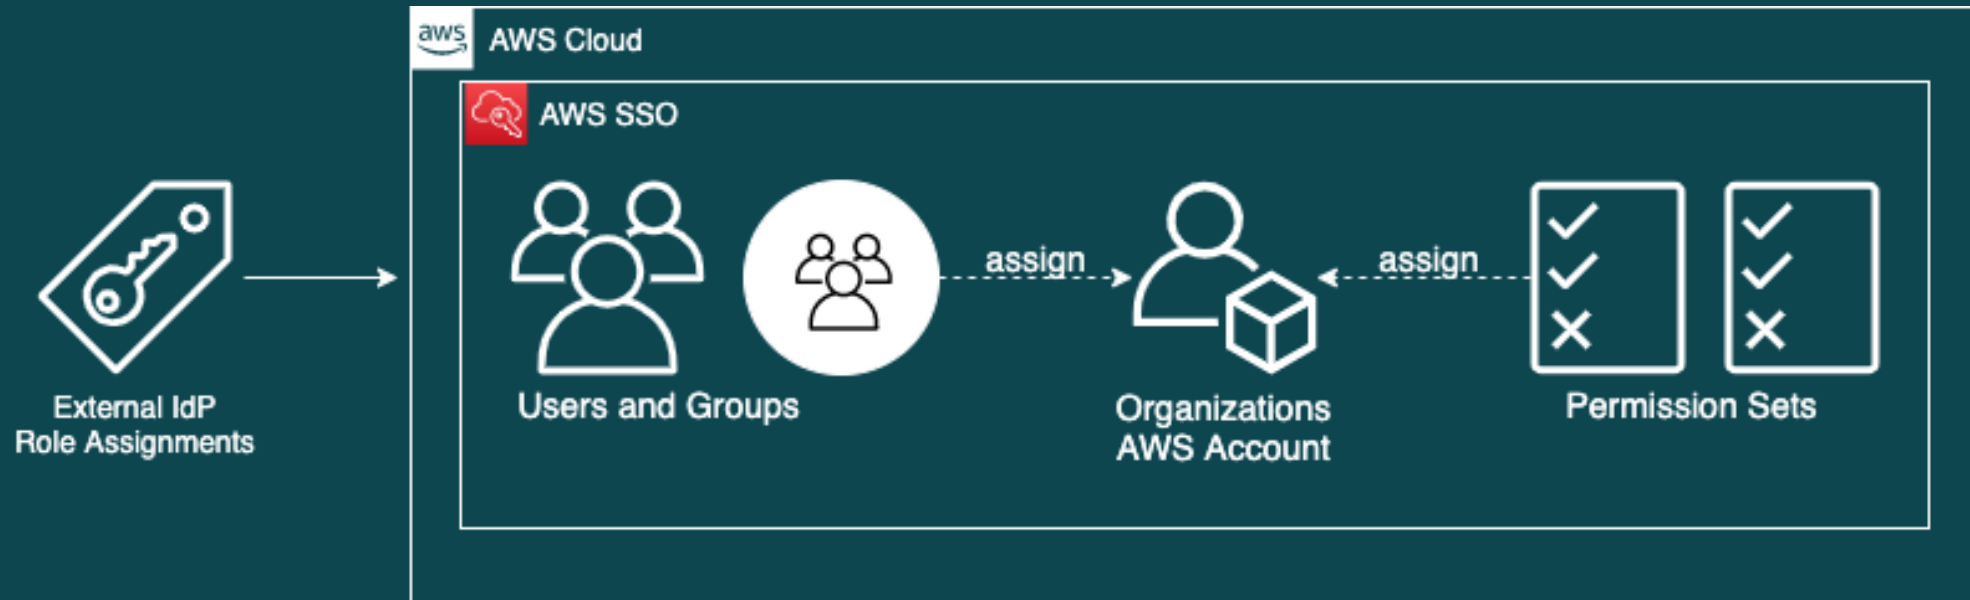 aws
AWS Cloud
AWS SSO
assign
assign
External IdP
Role Assignments
Users and Groups
Organizations
AWS Account
Permission Sets